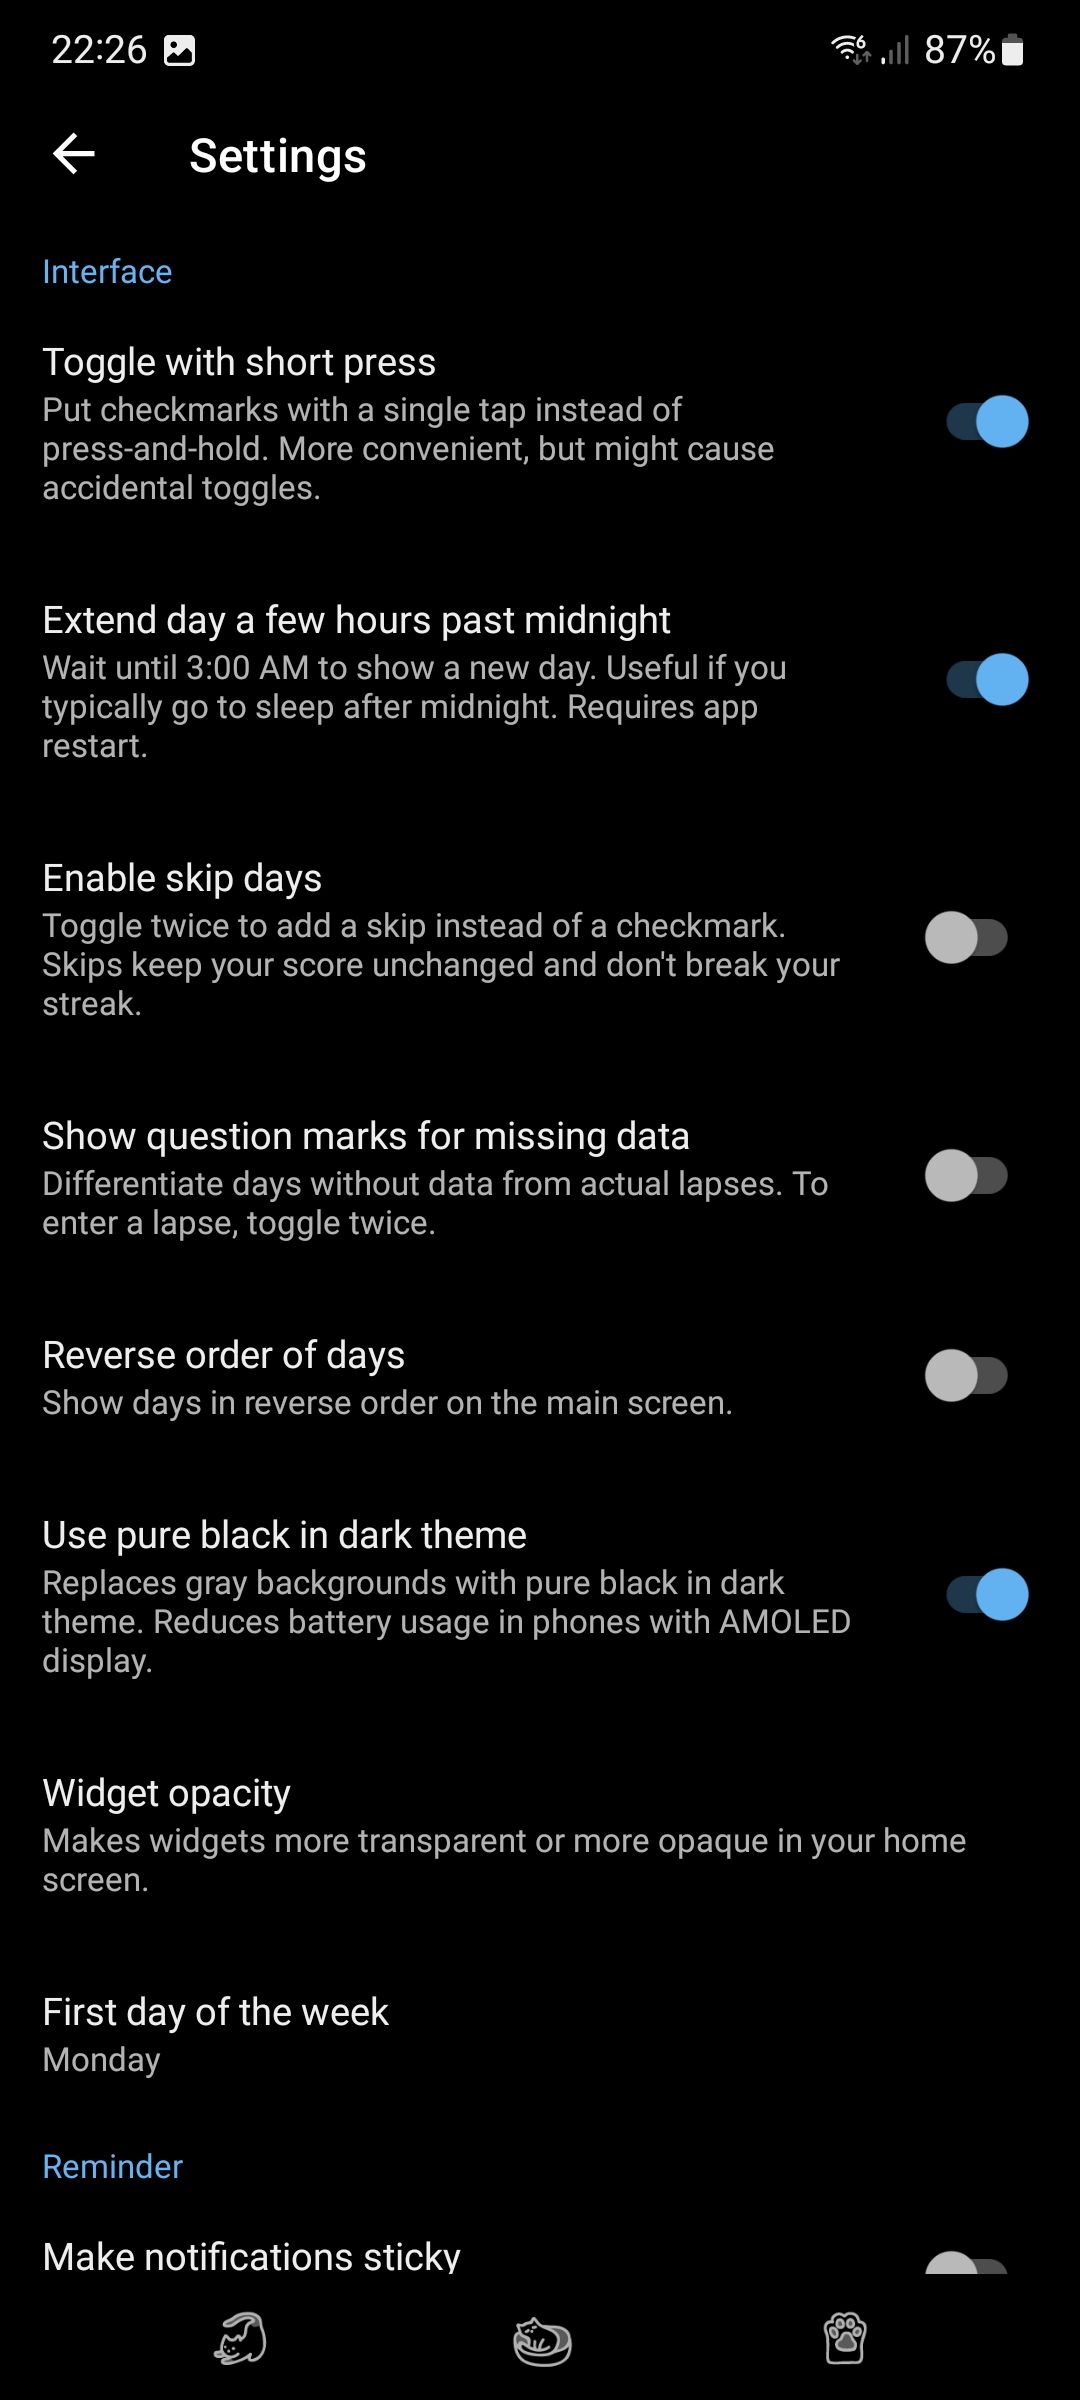 22:26
6
87%
Settings
Interface
Toggle with short press
Put checkmarks with a single tap instead of
press-and-hold. More convenient, but might cause
accidental toggles.
Extend day a few hours past midnight
Wait until 3:00 AM to show a new day. Useful if you
typically go to sleep after midnight. Requires app
restart.
Enable skip days
Toggle twice to add a skip instead of a checkmark.
Skips keep your score unchanged and don't break your
streak.
Show question marks for missing data
Differentiate days without data from actual lapses. To
enter a lapse, toggle twice.
Reverse order of days
Show days in reverse order on the main screen.
Use pure black in dark theme
Replaces gray backgrounds with pure black in dark
theme. Reduces battery usage in phones with AMOLED
display.
Widget opacity
Makes widgets more transparent or more opaque in your home
screen.
First day of the week
Monday
Reminder
Make notifications sticky